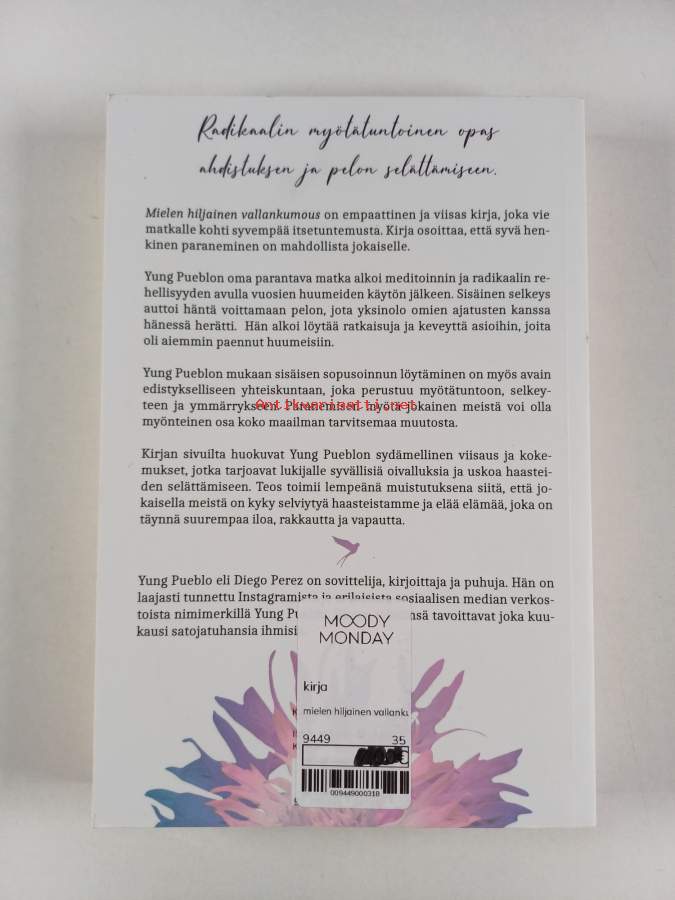 Radikaalin myötätuntoinen opas
ahdistuksen ja pelon selättämiseen.
Mielen hiljainen vallankumous on empaattinen ja viisas kirja, joka vie
matkalle kohti syvempää itsetuntemusta. Kirja osoittaa, että syvä hen-
kinen paraneminen on mahdollista jokaiselle.
Yung Pueblon oma parantava matka alkoi meditoinnin ja radikaalin re-
hellisyyden avulla vuosien huumeiden käytön jälkeen. Sisäinen selkeys
auttoi häntä voittamaan pelon, jota yksinolo omien ajatusten kanssa
hänessä herätti. Hän alkoi löytää ratkaisuja ja keveyttä asioihin, joita
oli aiemmin paennut huumeisiin.
Yung Pueblon mukaan sisäisen sopusoinnun löytäminen on myös avain
edistykselliseen yhteiskuntaan, joka perustuu myötätuntoon, selkey-
teen ja ymmärrykseen. Paranemisen myötä jokainen meistä voi olla
Antikvariaatti.net
myönteinen osa koko maailman tarvitsemaa muutosta.
Kirjan sivuilta huokuvat Yung Pueblon sydämellinen viisaus ja koke-
mukset, jotka tarjoavat lukijalle syvällisiä oivalluksia ja uskoa haastei-
den selättämiseen. Teos toimii lempeänä muistutuksena siitä, että jo-
kaisella meistä on kyky selviytyä haasteistamme ja elää elämää, joka on
täynnä suurempaa iloa, rakkautta ja vapautta.
Yung Pueblo eli Diego Perez on sovittelija, kirjoittaja ja puhuja. Hän on
laajasti tunnettu Instagramista ja erilaisista sosiaalisen median verkos-
toista nimimerkillä Yung tavoittavat joka kuu-
kausi satojatuhansia
MOODY
MONDAY
kirja
mielen hiljainen
9449 35
009449000318